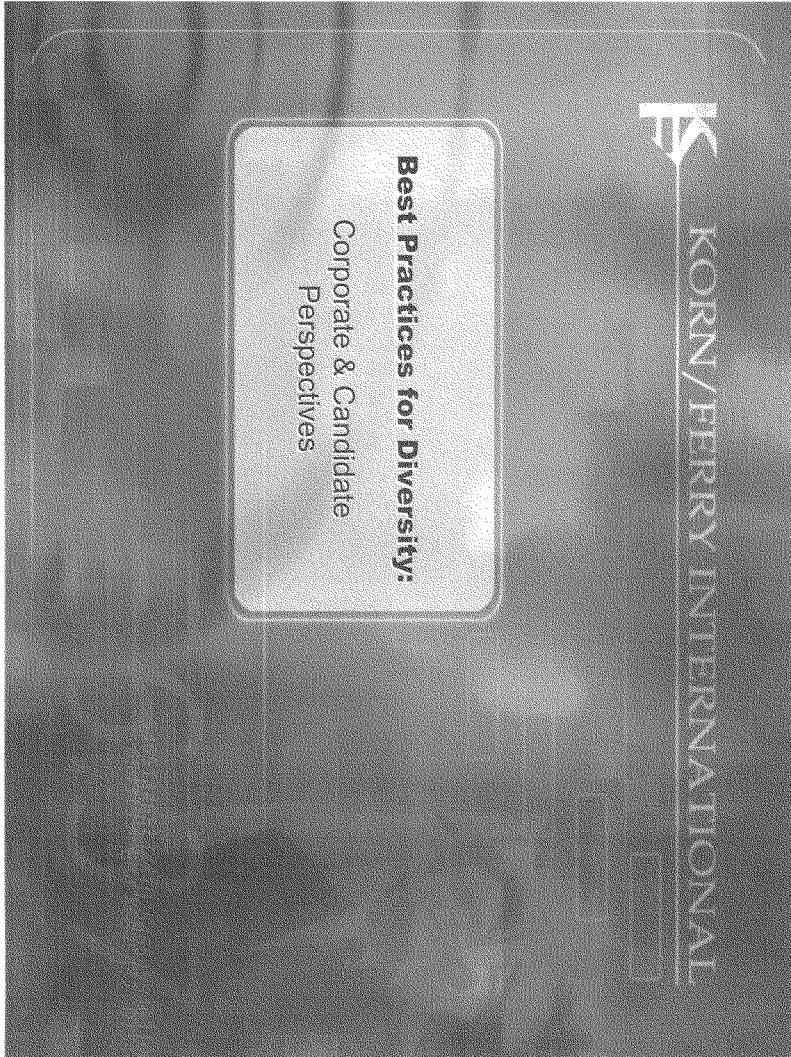 KORN/FERRY INTERNATIONAL
Best Practices for Diversity:
Corporate & Candidate
Perspectives